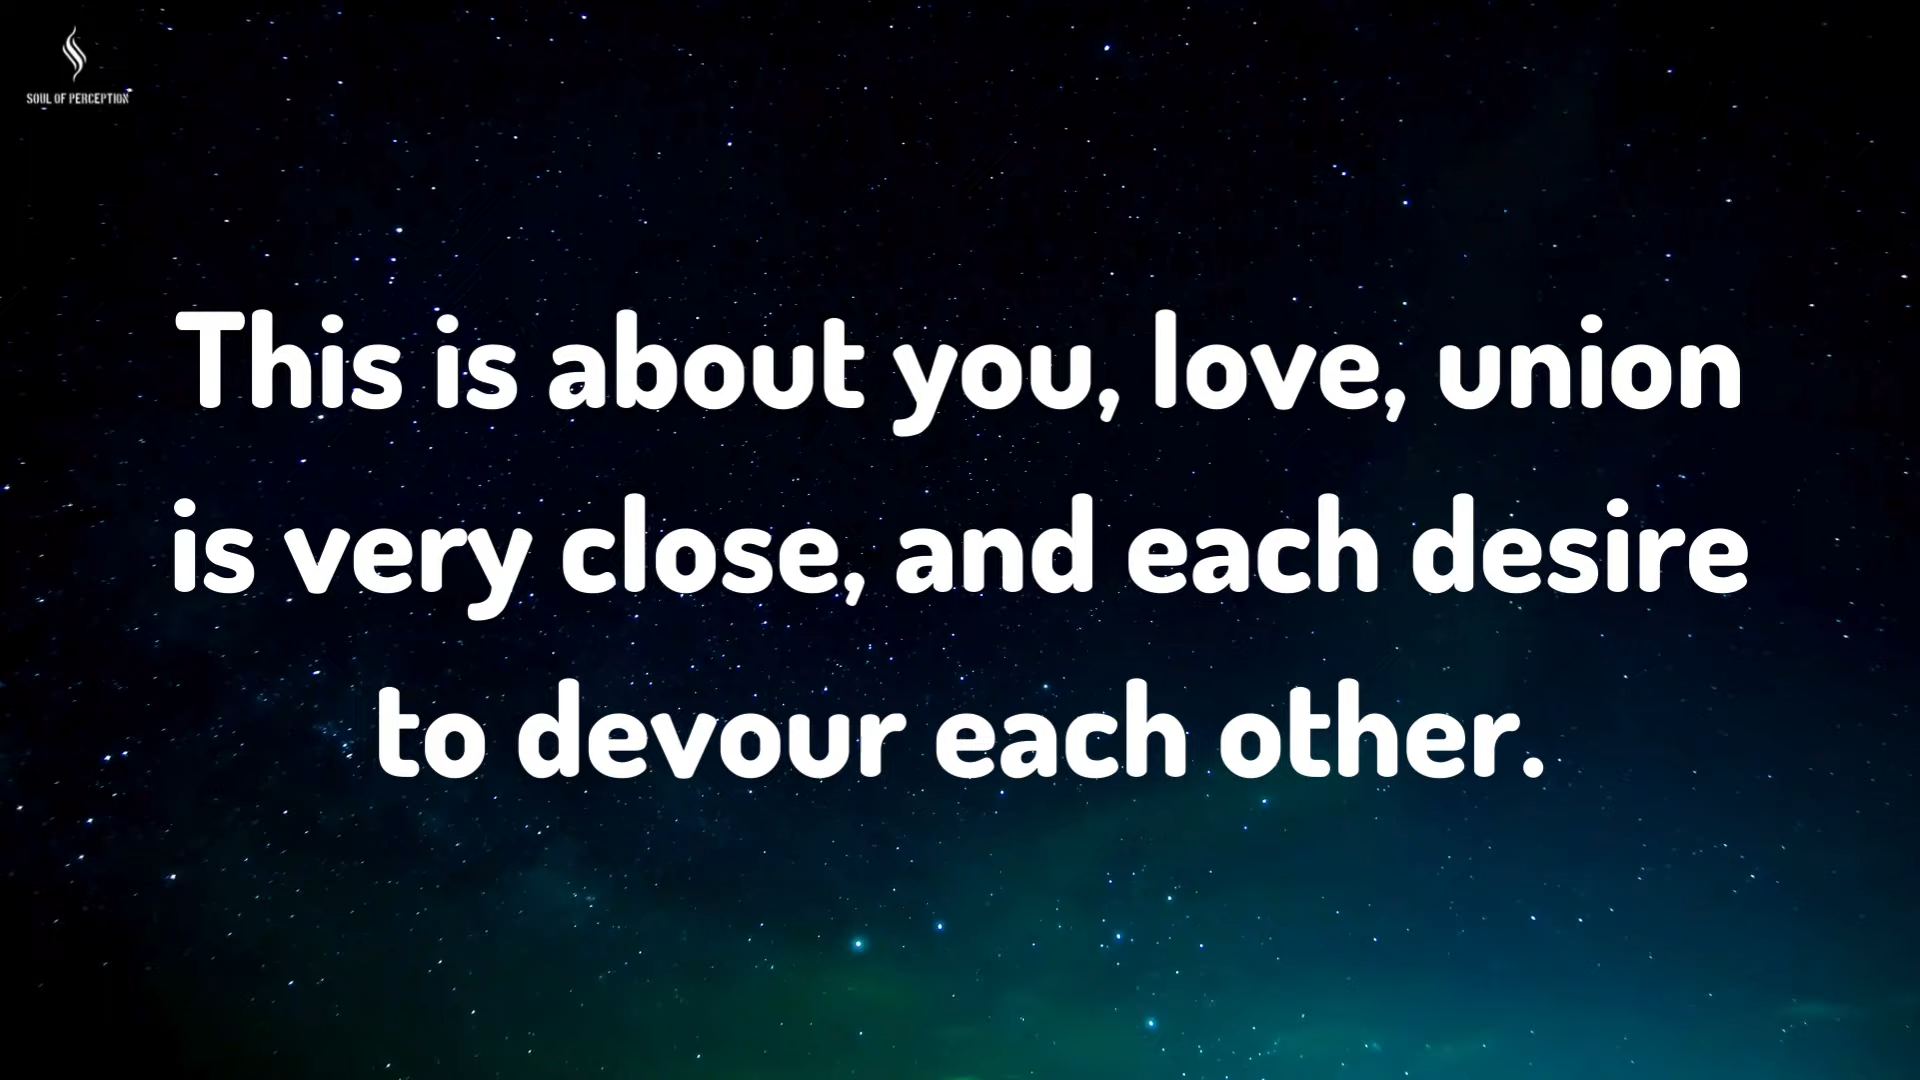 SOUL OF PERCEPTION
This is about you, love, union
is very close, and each desire
to devour each other.